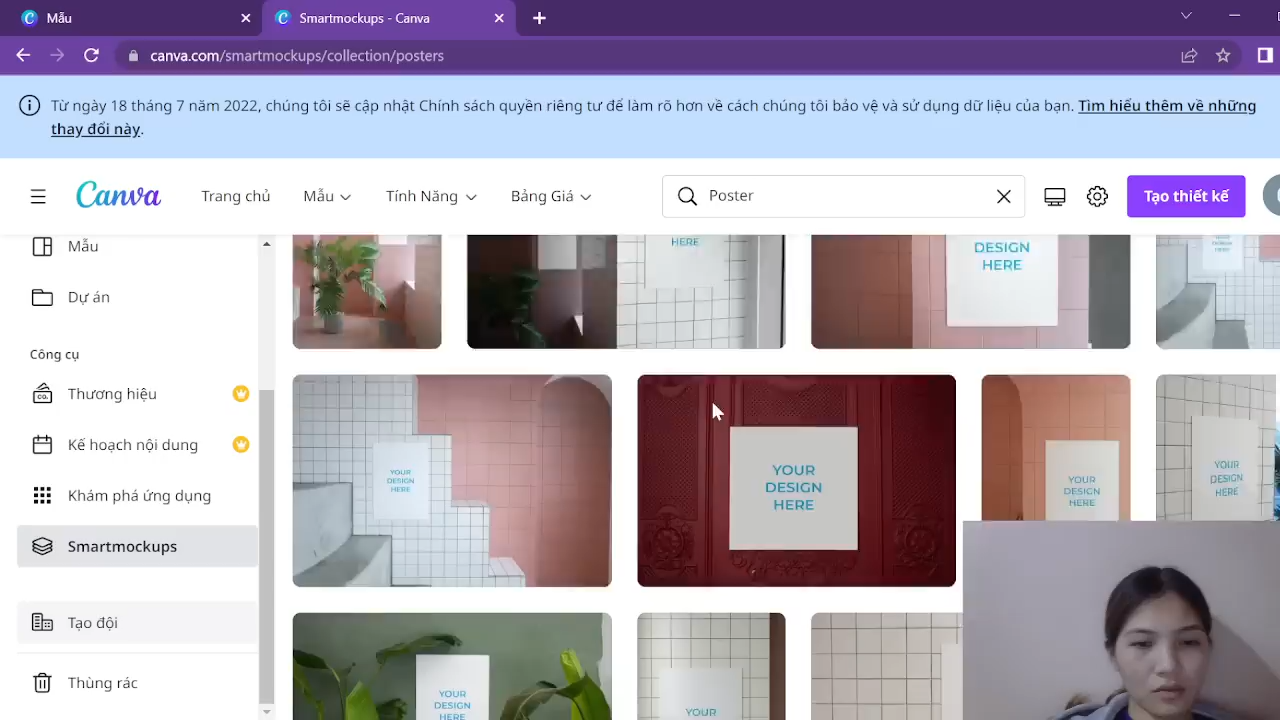 Mẫu
Smartmockups - Canva
canva.com/smartmockups/collection/posters
Từ ngày 18 tháng 7 năm 2022, chúng tôi sẽ cập nhật Chính sách quyền riêng tư để làm rõ hơn về cách chúng tôi bảo vệ và sử dụng dữ liệu của bạn. Tìm hiểu thêm về những
thay đổi này.
Canva
Trang chủ
Mẫu
Tính Năng
Bảng Giá
Poster
Tạo thiết kế
Mẫu
Dự án
Công cụ
Thương hiệu
CO.
Kế hoạch nội dung
Khám phá ứng dụng
Smartmockups
Tạo đội
Thùng rác
HERE
DESIGN
HERE
YOUR
DESIGN
HERE
YOUR
DESIGN
HERE
YOUR
DESIGN
HERE
YOUR
DESIGN
HERE
YOUR
DESIGN
HERE
YOUR